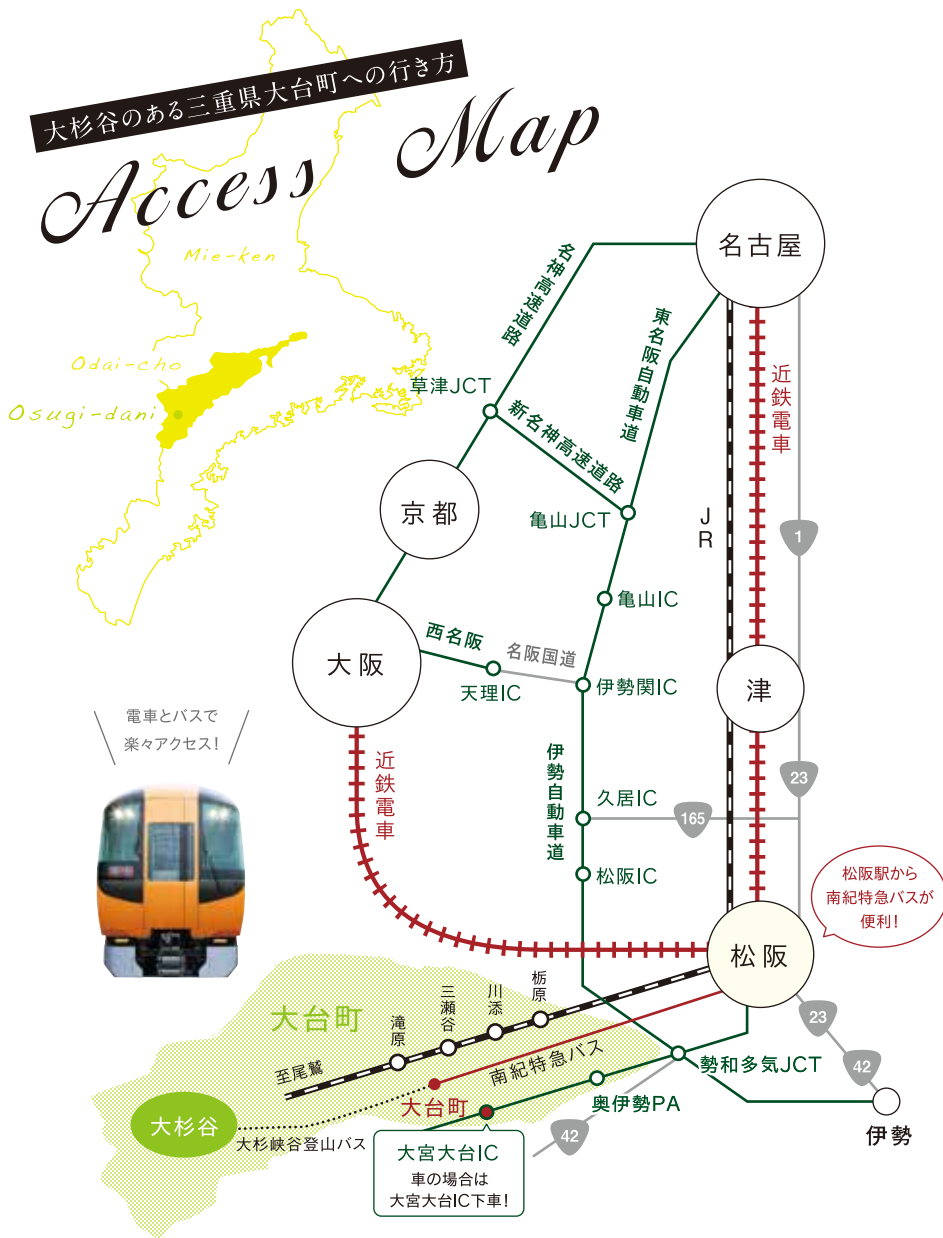 大杉谷のある三重県大台町への行き方
Access Map
Mie-ken
Odai-cho
Osugi-dani
名古屋
名神高速道路
東名阪自動車道
近鉄電車
草津JCT
新名神高速道路
京都
亀山JCT
JR
1
亀山IC
大阪
西名阪
名阪国道
天理IC
伊勢関IC
津
電車とバスで
楽々アクセス！
近鉄電車
伊勢自動車道
23
久居IC
165
松阪IC
松阪駅から
南紀特急バスが
便利！
松阪
大台町
滝原
三瀬谷
川添
栃原
23
至尾鷲
南紀特急バス
勢和多気JCT
42
大台町
奥伊勢PA
大杉谷
大杉峡谷登山バス
42
伊勢
大宮大台IC
車の場合は
大宮大台IC下車！